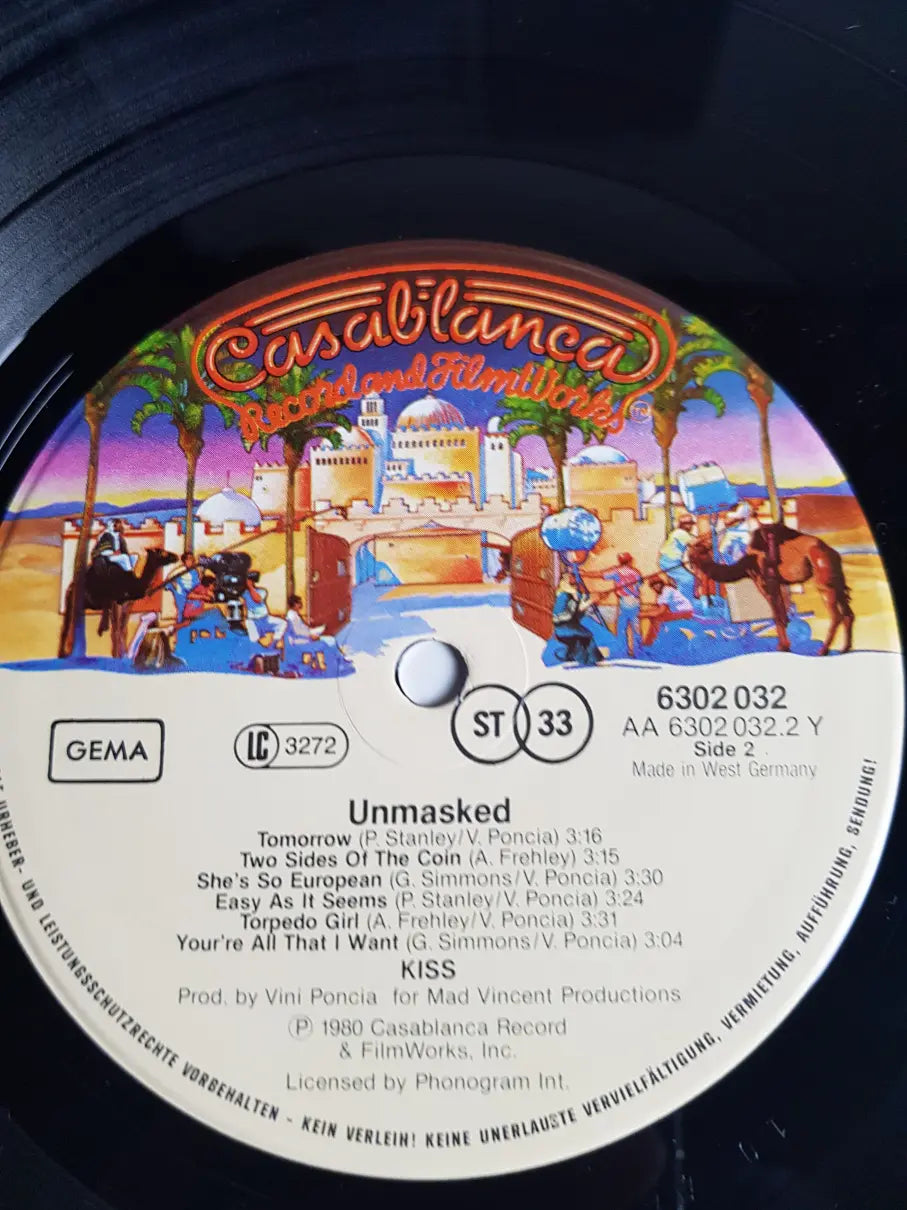 Casablanca
Record and FilmWorks
GEMA
LC 3272
ST 33
6302 032
AA 6302 032.2 Y
Side 2
Made in West Germany
Unmasked
Tomorrow (P. Stanley/V. Poncia) 3:16
Two Sides Of The Coin (A. Frehley) 3:15
She's So European (G. Simmons/V. Poncia) 3:30
Easy As It Seems (P. Stanley/V. Poncia) 3:24
Torpedo Girl (A. Frehley/V. Poncia) 3:31
Your're All That I Want (G. Simmons/V. Poncia) 3:04
KISS
Prod. by Vini Poncia for Mad Vincent Productions
Ⓟ 1980 Casablanca Record
& FilmWorks, Inc.
Licensed by Phonogram Int.
URHEBER- UND LEISTUNGSSCHUTZRECHTE VORBEHALTEN - KEIN VERLEIH! KEINE UNERLAUBTE VERVIELFÄLTIGUNG, VERMIETUNG, AUFFÜHRUNG, SENDUNG!